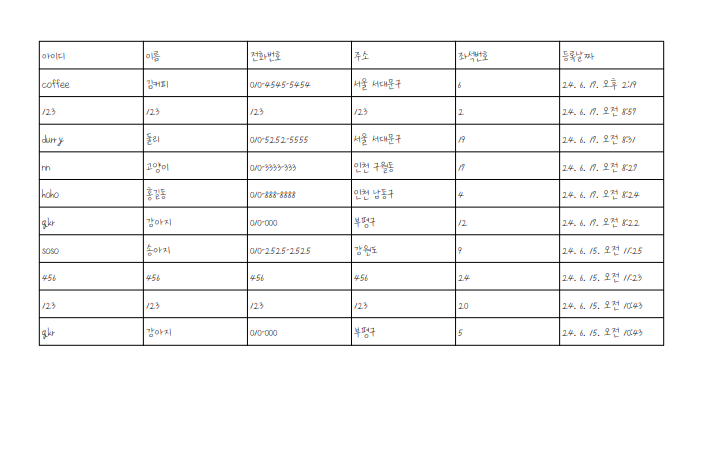 아이디 이름 전화번호 주소 좌석번호 등록날짜
coffee 김커피 010-4545-5454 서울 서대문구 6 24. 6. 17. 오후 2:19
123 123 123 123 2 24. 6. 17. 오전 8:57
durry 둘리 010-5252-5555 서울 서대문구 19 24. 6. 17. 오전 8:31
nn 고양이 010-3333-333 인천 구월동 17 24. 6. 17. 오전 8:27
hoho 홍길동 010-888-8888 인천 남동구 4 24. 6. 17. 오전 8:24
강아지 010-000 부평구 12 24. 6. 17. 오전 8:22
soso 송아지 010-2525-2525 강원도 9 24. 6. 15. 오전 11:25
456 456 456 456 24 24. 6. 15. 오전 11:23
123 123 123 123 20 24. 6. 15. 오전 10:43
강아지 010-000 부평구 5 24. 6. 15. 오전 10:43